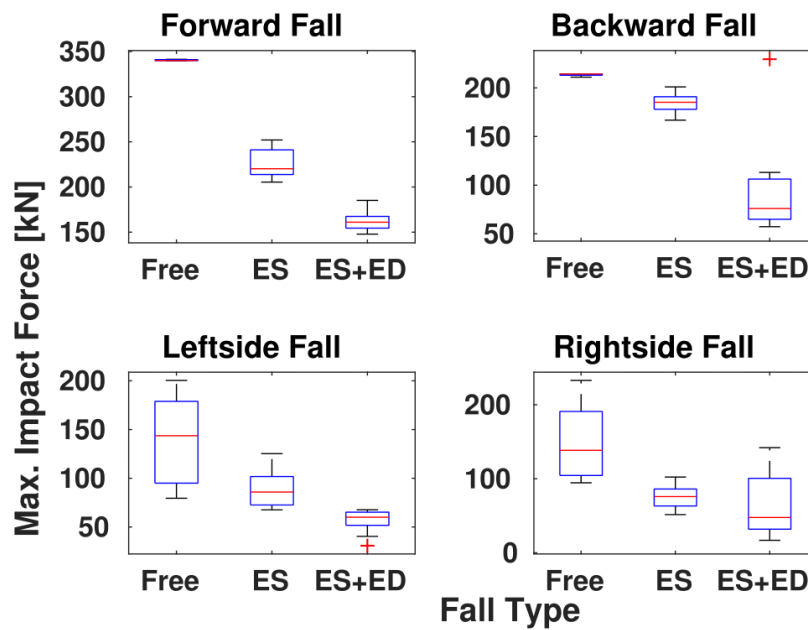 Forward Fall
Backward Fall
350
300
250
200
150
Free
ES
ES+ED
200
150
100
50
Free
ES
ES+ED
Max. Impact Force [kN]
Leftside Fall
Rightside Fall
200
150
100
50
Free
ES
ES+ED
200
100
0
Free
ES
ES+ED
Fall Type